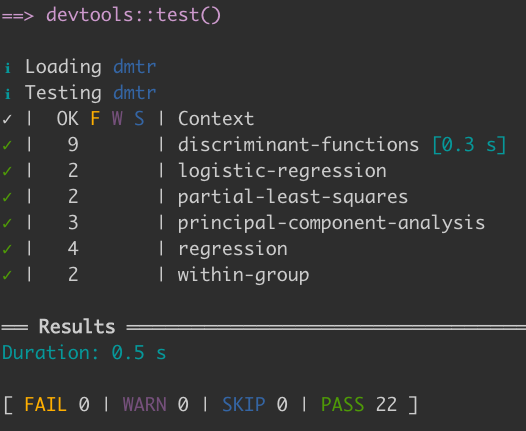 ==> devtools::test()
ℹ Loading dmtr
ℹ Testing dmtr
✓ |  OK F W S | Context
✓ |   9       | discriminant-functions [0.3 s]
✓ |   2       | logistic-regression
✓ |   2       | partial-least-squares
✓ |   3       | principal-component-analysis
✓ |   4       | regression
✓ |   2       | within-group
══ Results ═══════════════════════════════
Duration: 0.5 s
[ FAIL 0 | WARN 0 | SKIP 0 | PASS 22 ]